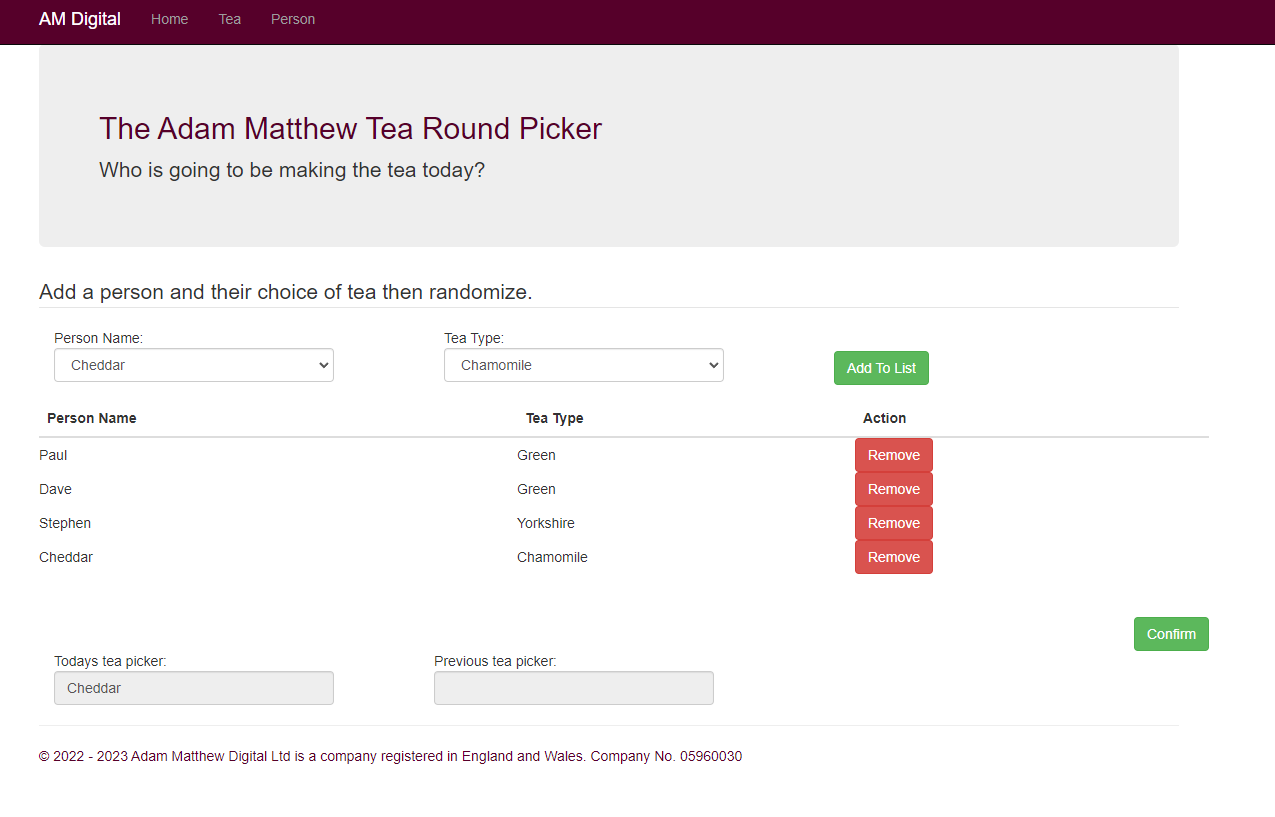 AM Digital Home Tea Person
The Adam Matthew Tea Round Picker
Who is going to be making the tea today?
Add a person and their choice of tea then randomize.
Person Name: Tea Type:
Cheddar Chamomile Add To List
Person Name Tea Type Action
Paul Green Remove
Dave Green Remove
Stephen Yorkshire Remove
Cheddar Chamomile Remove
Confirm
Todays tea picker: Previous tea picker:
Cheddar
© 2022 - 2023 Adam Matthew Digital Ltd is a company registered in England and Wales. Company No. 05960030